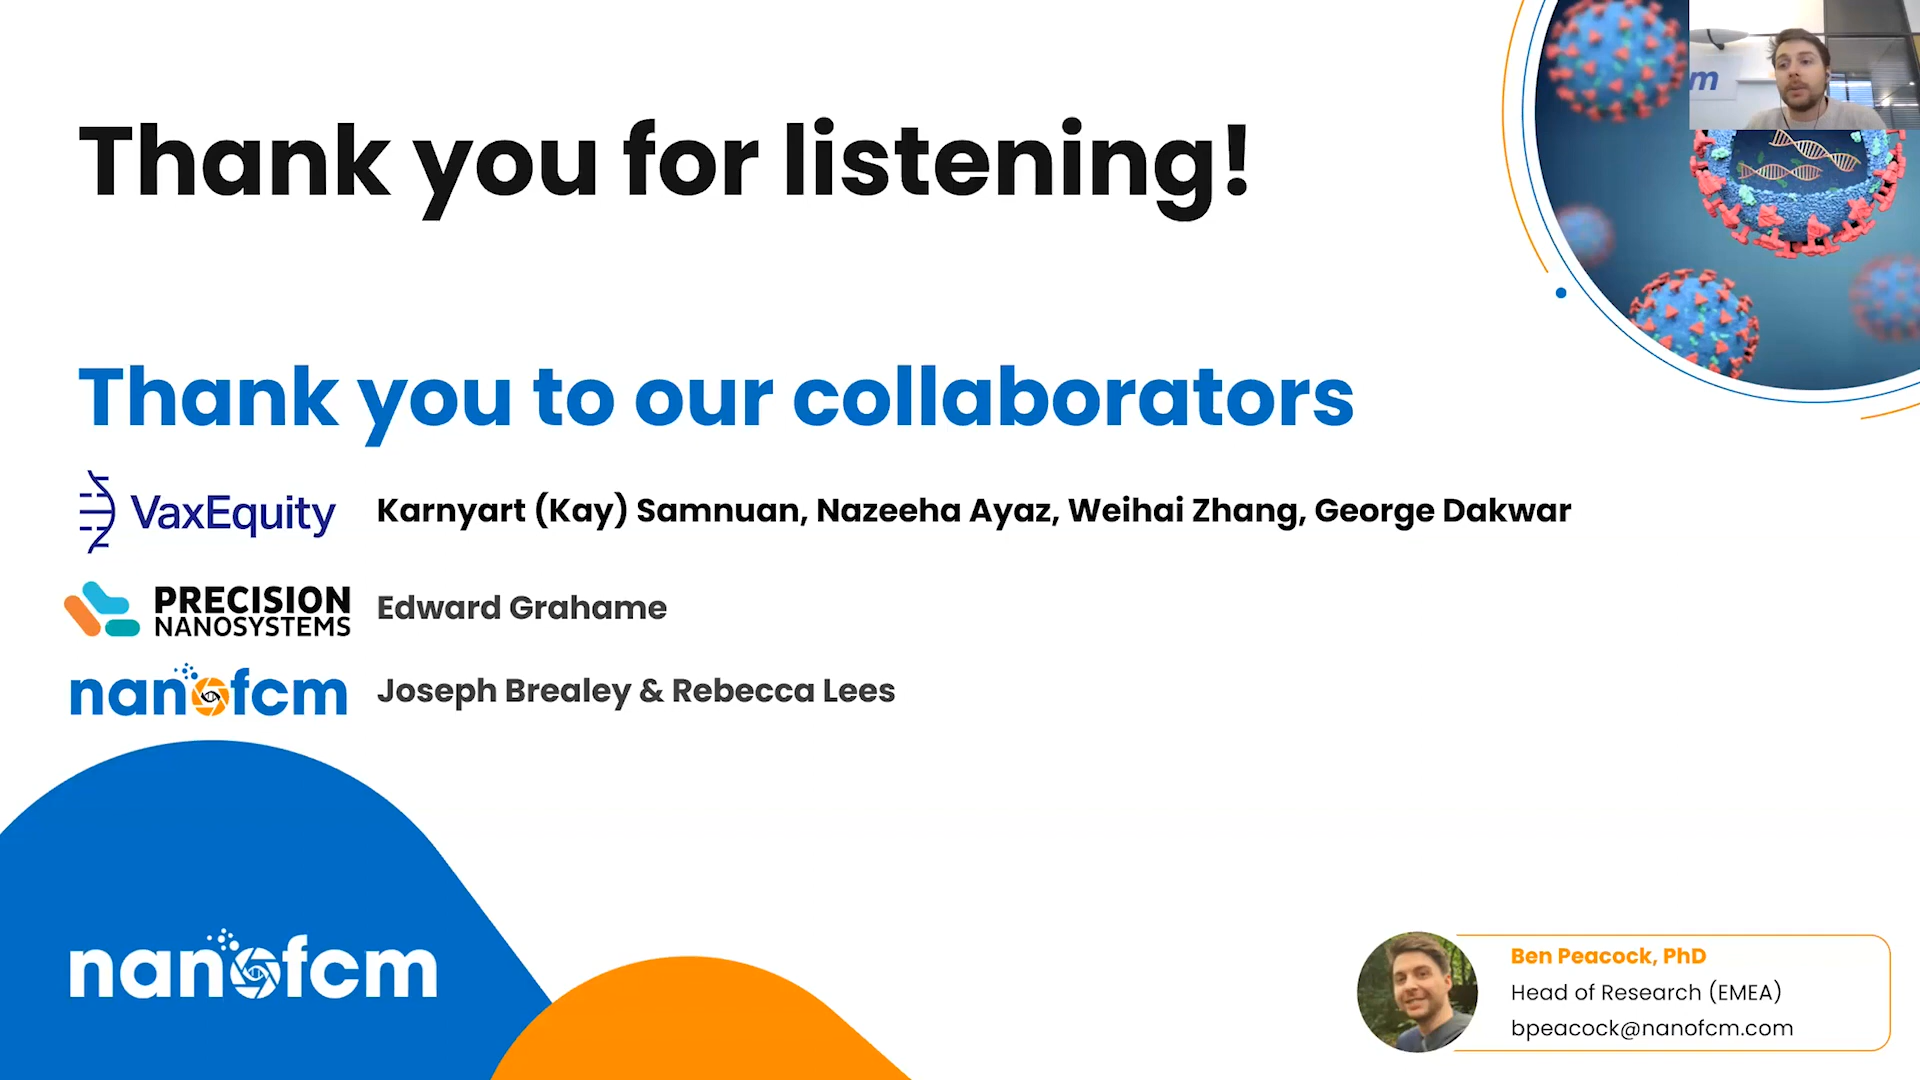 m
Thank you for listening!
Thank you to our collaborators
VaxEquity
Karnyart (Kay) Samnuan, Nazeeha Ayaz, Weihai Zhang, George Dakwar
PRECISION
NANOSYSTEMS
Edward Grahame
nanofcm
Joseph Brealey & Rebecca Lees
nanofcm
Ben Peacock, PhD
Head of Research (EMEA)
bpeacock@nanofcm.com